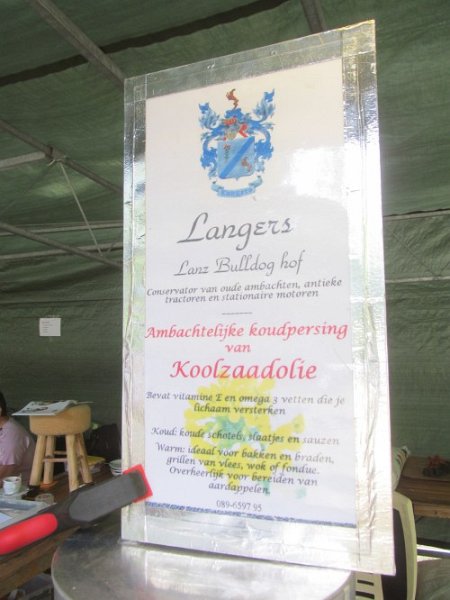 Langers
Lanz Bulldog hof
Conservator van oude ambachten, antieke
tractoren en stationaire motoren
Ambachtelijke koudpersing
van
Koolzaadolie
Bevat vitamine E en omega 3 vetten die je
lichaam versterken
Koud: koude schotels, slaatjes en sauzen
Warm: ideaal voor bakken en braden,
grillen van vlees, wok of fondue.
Overheerlijk voor bereiden van
aardappelen
089-6597 95